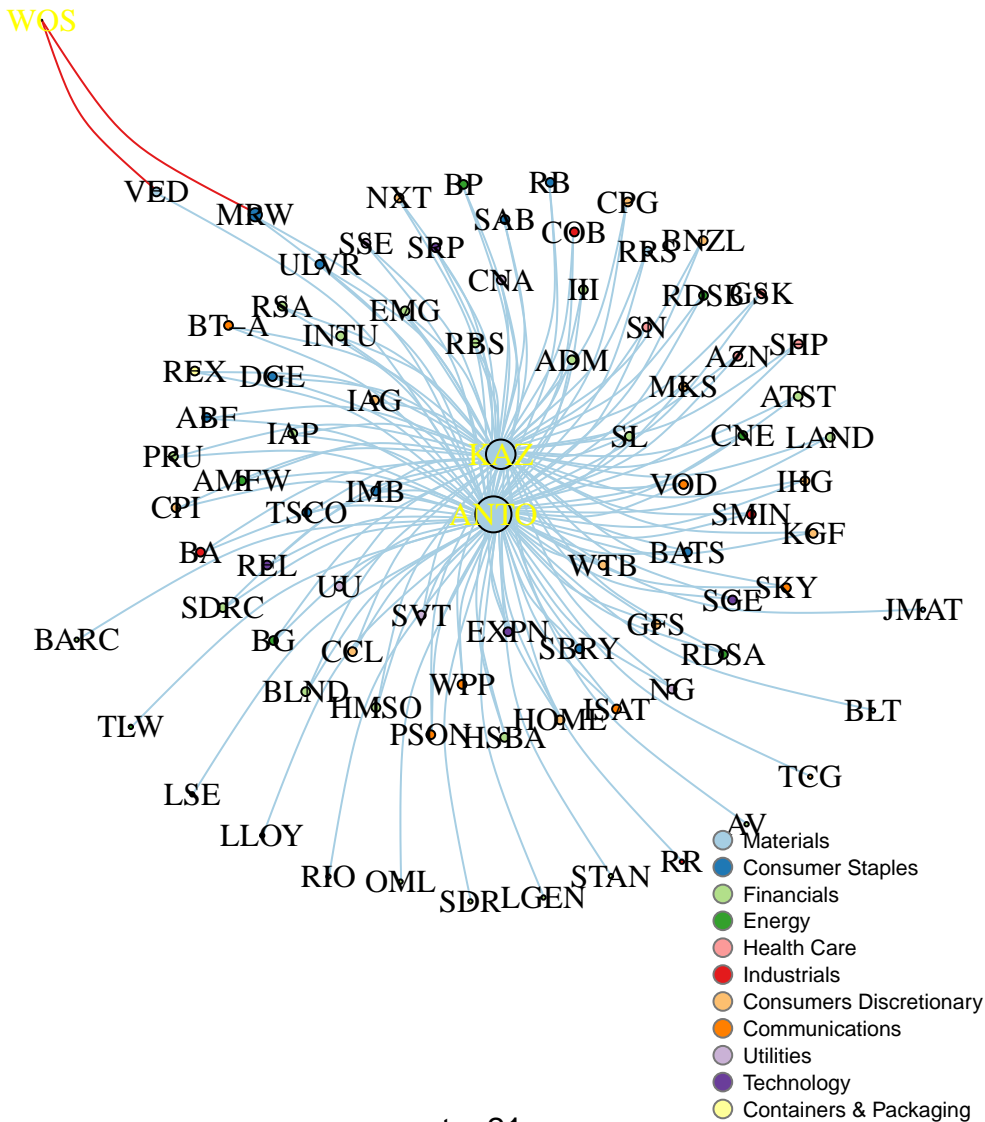 WOS
VED
MRW
NXT
BP
RB
CPG
SAB
COB
BNZL
SSE
SRP
RRS
ULVR
CNA
III
RDSB
GSK
RSA
EMG
BT-A
INTU
RBS
SN
SHP
ADM
AZN
REX
DGE
MKS
ATST
IAG
ABF
IAP
SL
CNE
LAND
PRU
KAZ
AMFW
IMB
VOD
IHG
CPI
TSCO
ANTO
SMIN
KGF
BA
REL
WTB
BATS
UU
SKY
SDRC
SVT
SGE
JMAT
BARC
BG
CCL
EXPN
SBRY
GFS
RDSA
BLND
HMSO
WPP
NG
TLW
PSON
HSBA
HOME
ISAT
BLT
LSE
TCG
LLOY
AV
RIO
OML
SDR
LGEN
STAN
RR
Materials
Consumer Staples
Financials
Energy
Health Care
Industrials
Consumers Discretionary
Communications
Utilities
Technology
Containers & Packaging